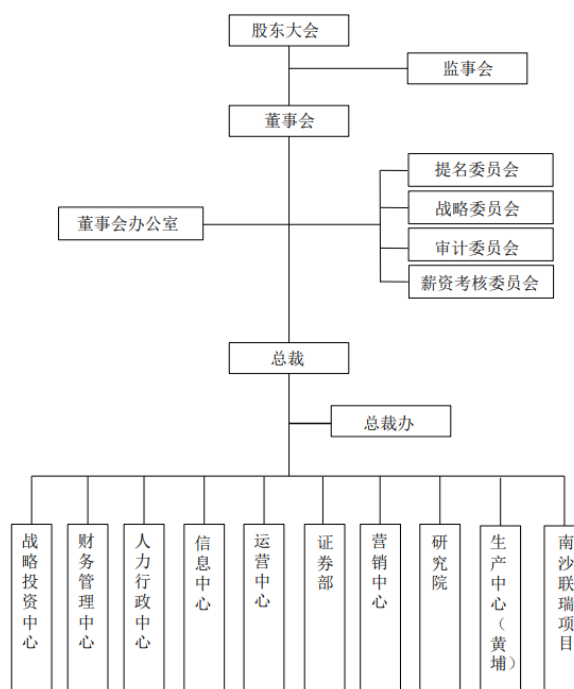 股东大会
监事会
董事会
提名委员会
战略委员会
董事会办公室
审计委员会
薪资考核委员会
总裁
总裁办
战略投资中心
财务管理中心
人力行政中心
信息中心
运营中心
证券部
营销中心
研究院
生产中心（黄埔）
南沙联瑞项目